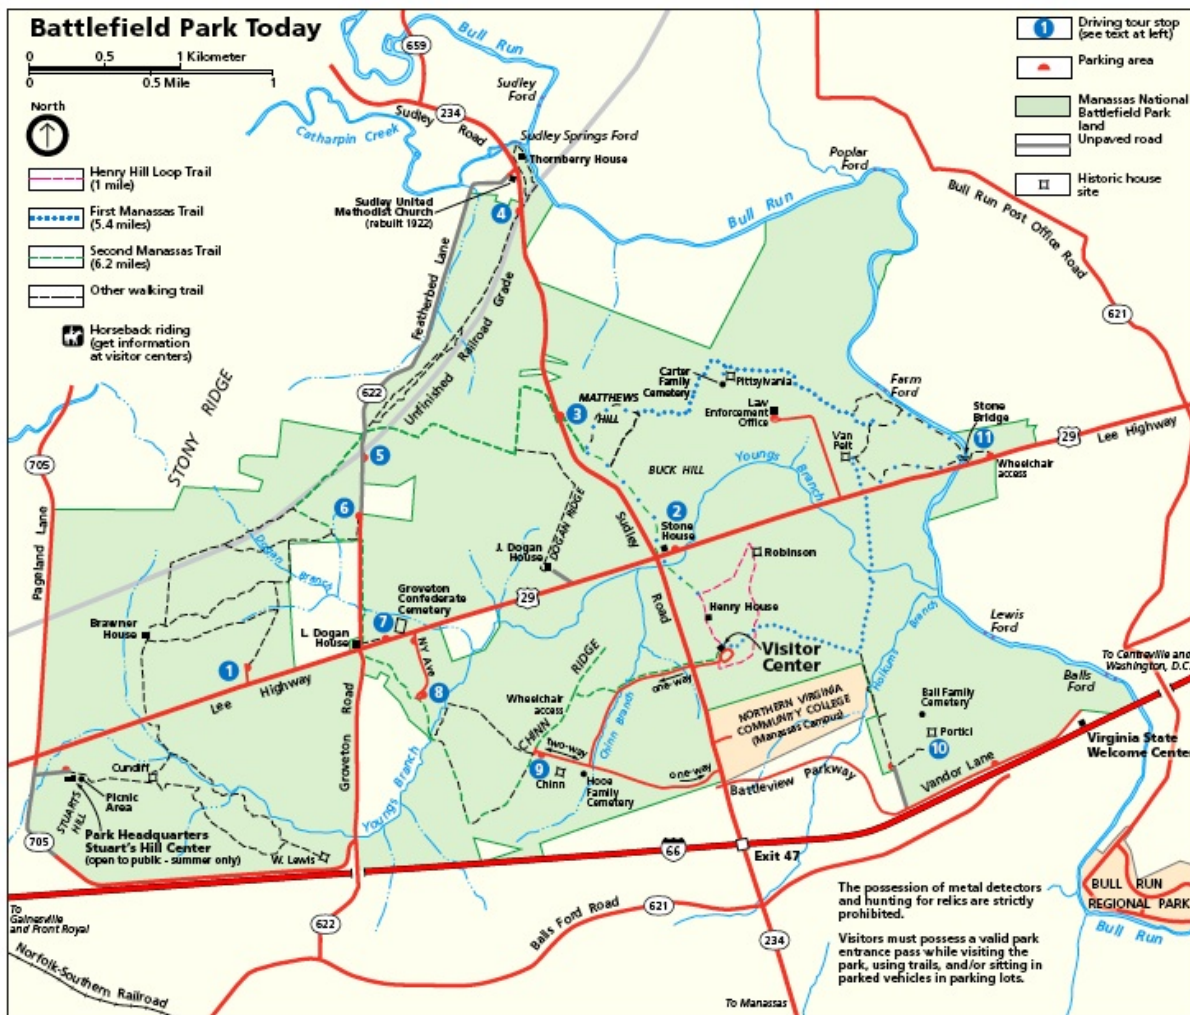 Battlefield Park Today
0 0.5 1 Kilometer
0 0.5 Mile 1
North
Henry Hill Loop Trail
(1 mile)
First Manassas Trail
(5.4 miles)
Second Manassas Trail
(6.2 miles)
Other walking trail
Horseback riding
(get information
at visitor centers)
1
Driving tour stop
(see text at left)
Parking area
Manassas National
Battlefield Park
land
Unpaved road
Historic house
site
659
Bull Run
Sudley
Ford
234
Sudley Road
Catharpin Creek
Sudley Springs Ford
Thornberry House
Sudley United
Methodist Church
(rebuilt 1922)
4
Poplar
Ford
Bull Run
Bull Run Post Office Road
621
Featherbed Lane
Unfinished Railroad Grade
622
STONY RIDGE
705
Pageland Lane
3
MATTHEWS
HILL
Carter
Family
Cemetery
Pittsylvania
Law
Enforcement
Office
Farm
Ford
Stone
Bridge
11
29
Lee Highway
Wheelchair
access
Van
Pelt
5
6
BUCK HILL
Youngs
Branch
2
Stone
House
Sudley
Road
DOGAN RIDGE
J. Dogan
House
Dogan
Branch
Groveton
Confederate
Cemetery
29
Robinson
Henry House
Brawner
House
L. Dogan
House
7
NY Ave
1
Lee Highway
8
Visitor
Center
one-way
Lewis
Ford
Branch
Holkums
To Centreville and
Washington, D.C.
Balls
Ford
Wheelchair
access
CHINN RIDGE
Chinn Branch
NORTHERN VIRGINIA
COMMUNITY COLLEGE
(Manassas Campus)
Ball Family
Cemetery
Portici
10
Virginia State
Welcome Center
Groveton Road
Youngs Branch
two-way
9
Chinn
Hooe
Family
Cemetery
one-way
Battleview Parkway
Vandor Lane
Cundiff
Picnic
Area
STUARTS
HILL
Park Headquarters
Stuart's Hill Center
(open to public - summer only)
705
W. Lewis
66
Exit 47
To
Gainesville
and Front Royal
622
Balls Ford Road
621
Norfolk-Southern Railroad
234
To Manassas
BULL RUN
REGIONAL PARK
Bull Run
The possession of metal detectors
and hunting for relics are strictly
prohibited.
Visitors must possess a valid park
entrance pass while visiting the
park, using trails, and/or sitting in
parked vehicles in parking lots.